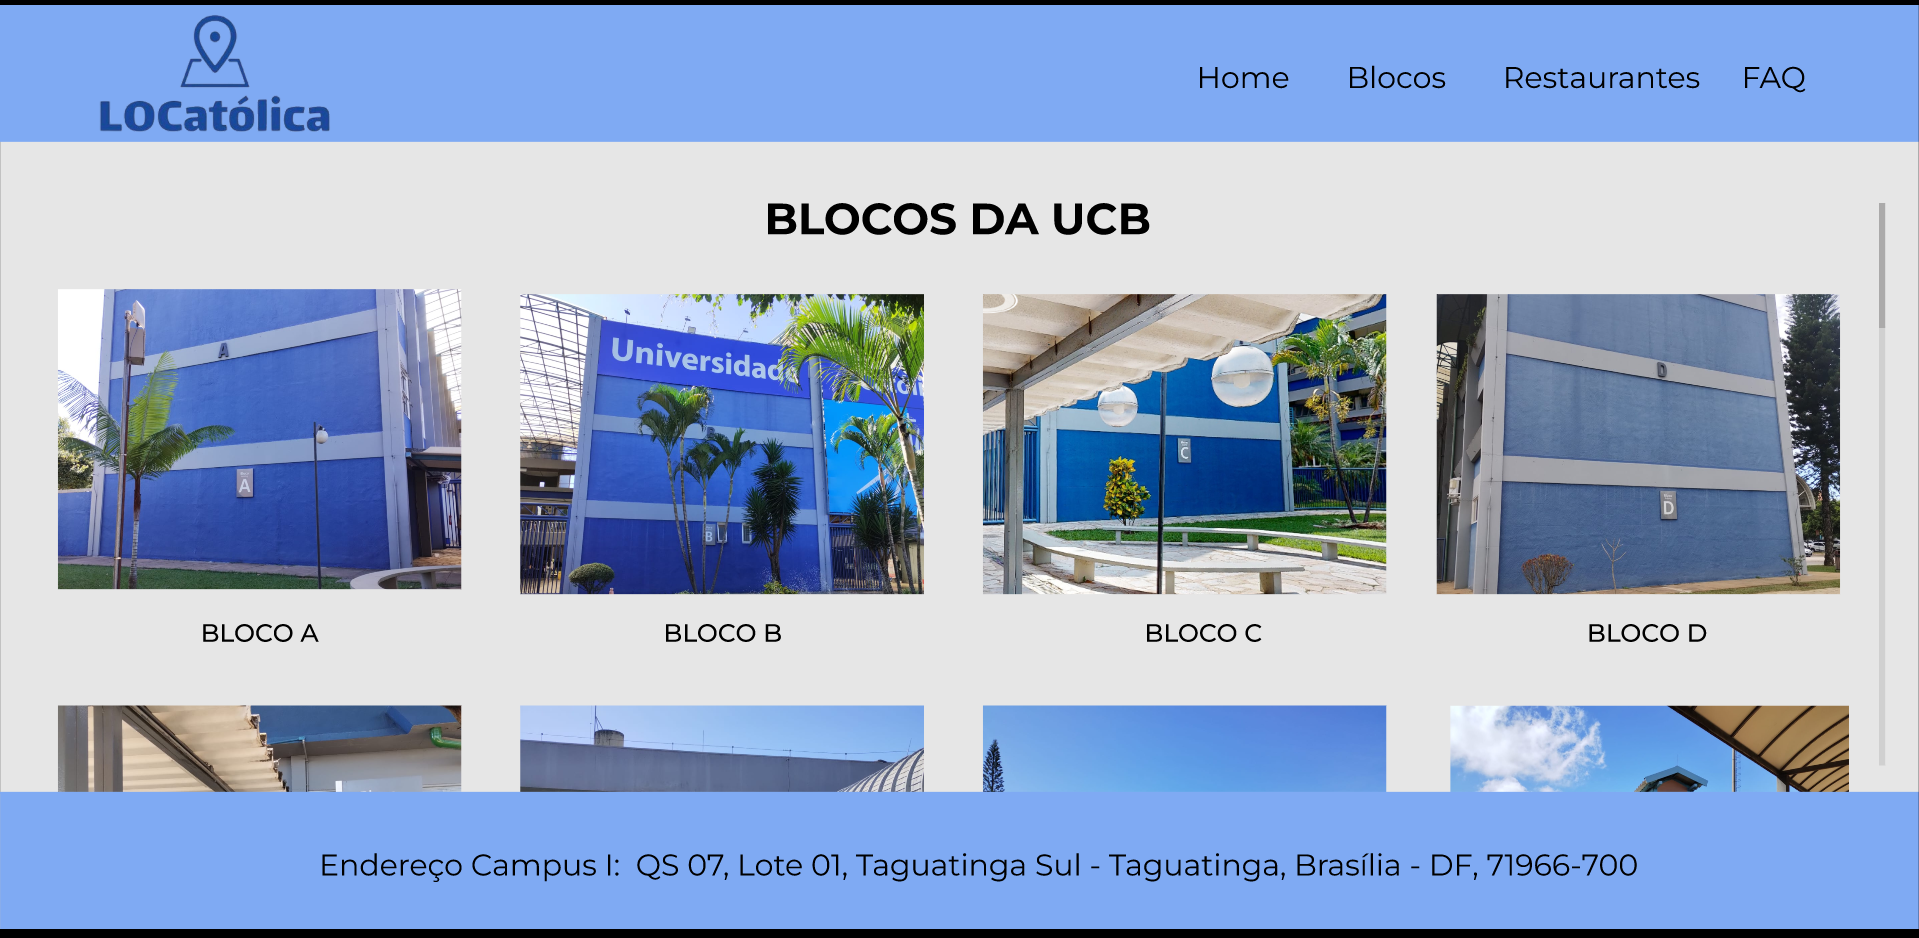 LOCatólica
Home Blocos Restaurantes FAQ
BLOCOS DA UCB
A
A
Universidade
B
C
D
D
BLOCO A BLOCO B BLOCO C BLOCO D
Endereço Campus I: QS 07, Lote 01, Taguatinga Sul - Taguatinga, Brasília - DF, 71966-700